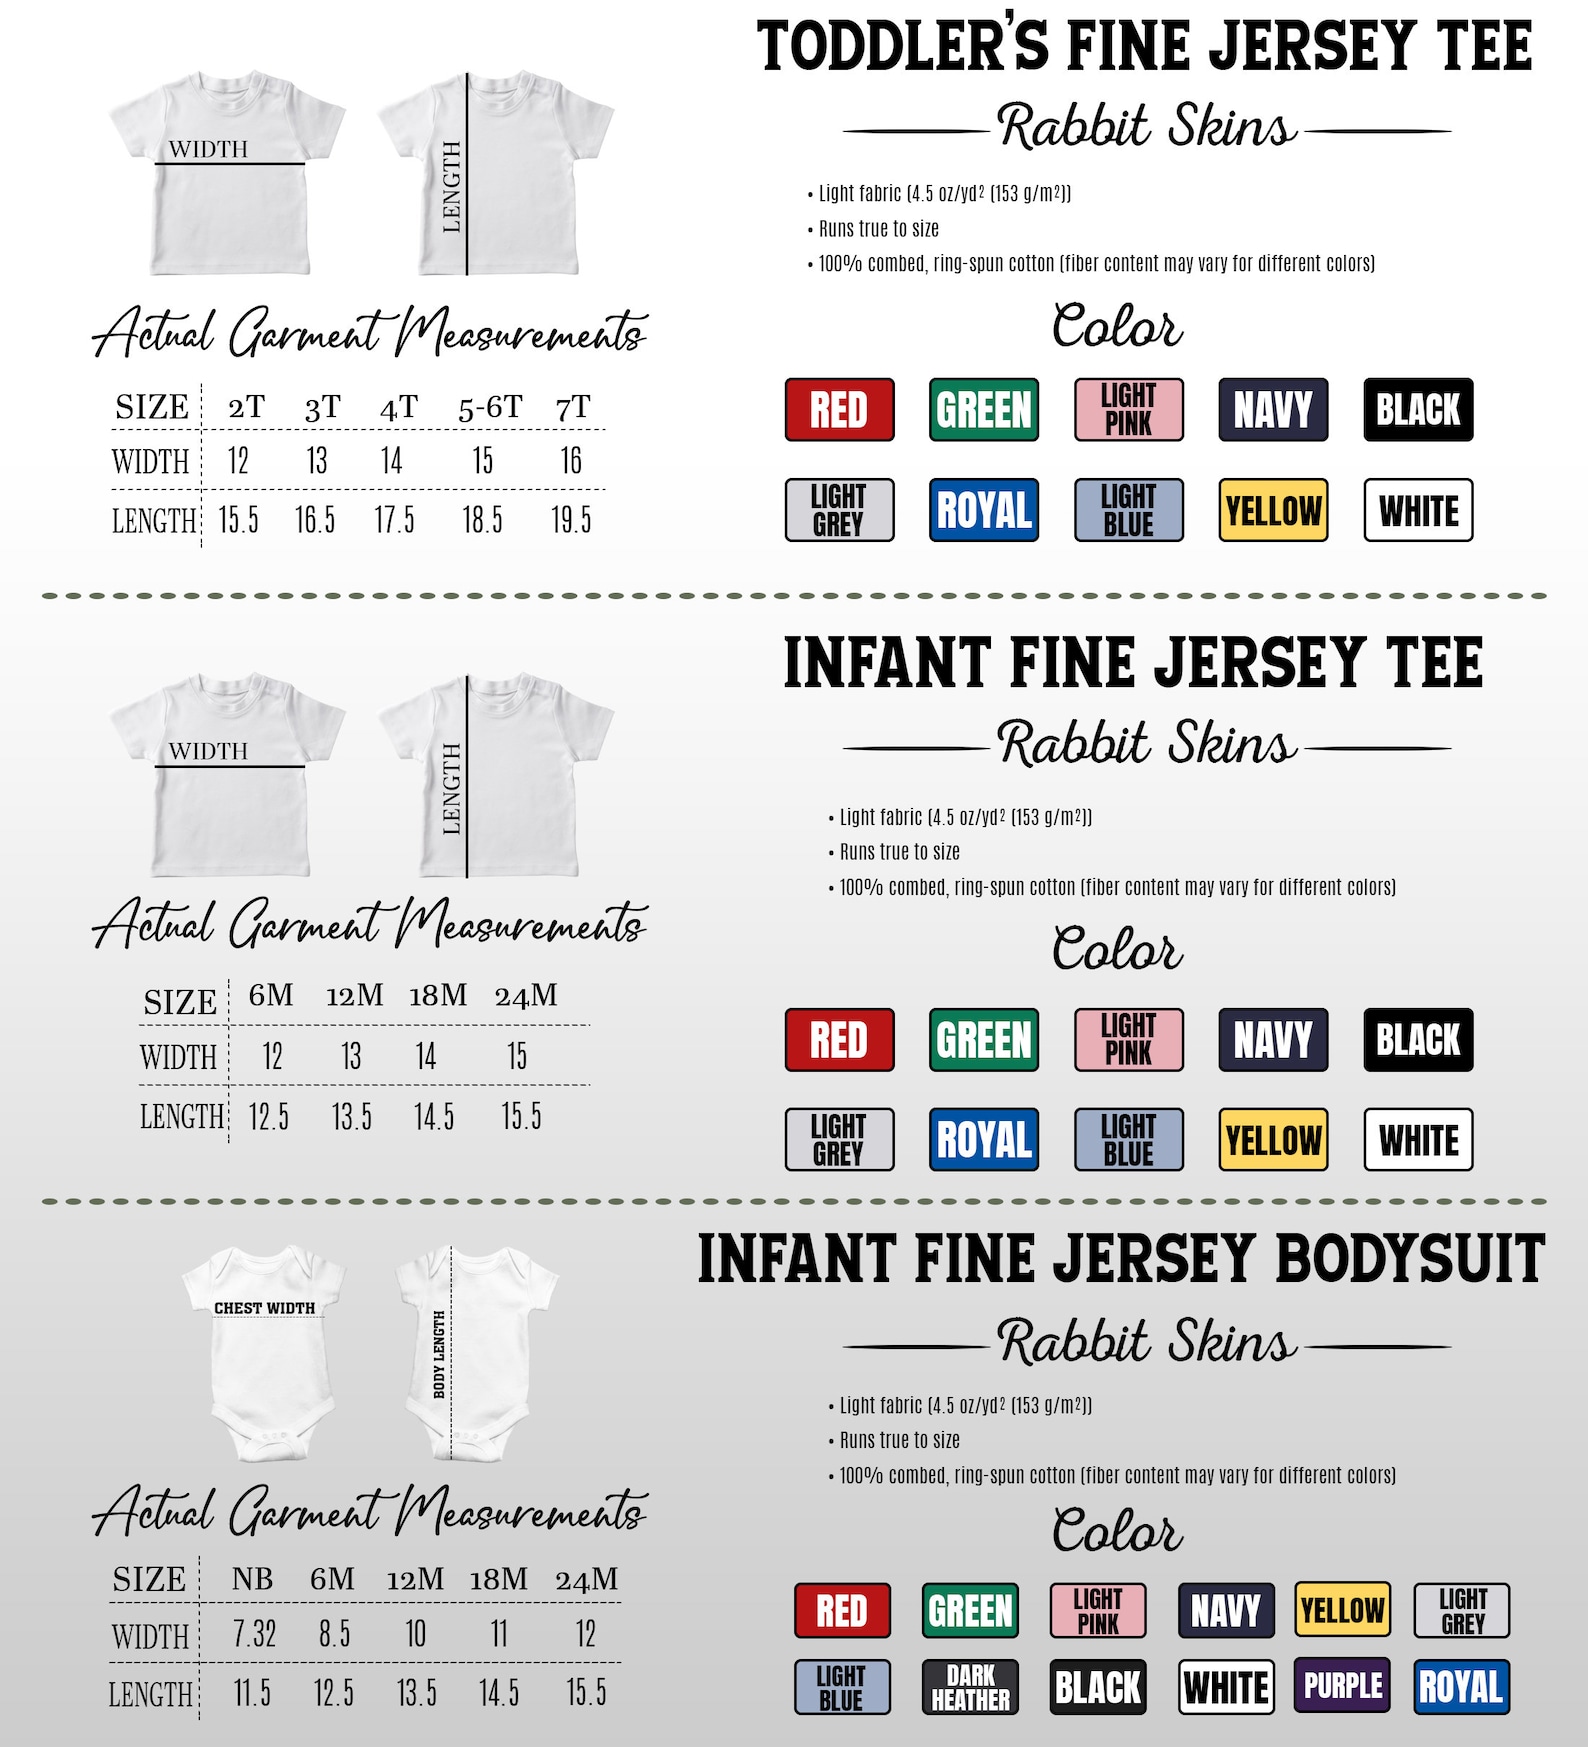 TODDLER'S FINE JERSEY TEE
Rabbit Skins
WIDTH
LENGTH
• Light fabric (4.5 oz/yd² (153 g/m²))
• Runs true to size
• 100% combed, ring-spun cotton (fiber content may vary for different colors)
Actual Garment Measurements
SIZE 2T 3T 4T 5-6T 7T
WIDTH 12 13 14 15 16
LENGTH 15.5 16.5 17.5 18.5 19.5
Color
RED GREEN LIGHT PINK NAVY BLACK
LIGHT GREY ROYAL LIGHT BLUE YELLOW WHITE
INFANT FINE JERSEY TEE
Rabbit Skins
WIDTH
LENGTH
• Light fabric (4.5 oz/yd² (153 g/m²))
• Runs true to size
• 100% combed, ring-spun cotton (fiber content may vary for different colors)
Actual Garment Measurements
SIZE 6M 12M 18M 24M
WIDTH 12 13 14 15
LENGTH 12.5 13.5 14.5 15.5
Color
RED GREEN LIGHT PINK NAVY BLACK
LIGHT GREY ROYAL LIGHT BLUE YELLOW WHITE
INFANT FINE JERSEY BODYSUIT
Rabbit Skins
CHEST WIDTH
BODY LENGTH
• Light fabric (4.5 oz/yd² (153 g/m²))
• Runs true to size
• 100% combed, ring-spun cotton (fiber content may vary for different colors)
Actual Garment Measurements
SIZE NB 6M 12M 18M 24M
WIDTH 7.32 8.5 10 11 12
LENGTH 11.5 12.5 13.5 14.5 15.5
Color
RED GREEN LIGHT PINK NAVY YELLOW LIGHT GREY
LIGHT BLUE DARK HEATHER BLACK WHITE PURPLE ROYAL